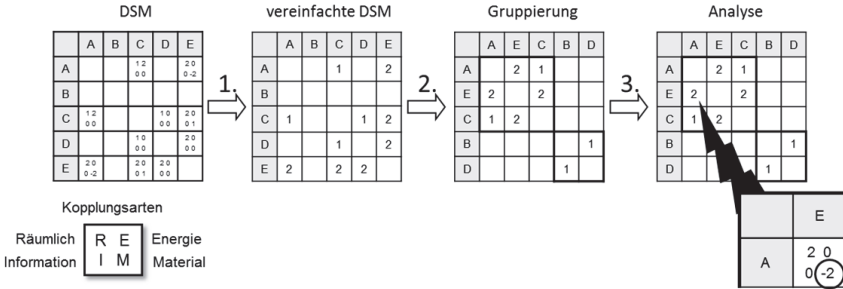 DSM
A B C D E
A 1 2 2 0
0 0 0 -2
B
C 1 2 1 0 2 0
0 0 0 0 0 1
D 1 0 2 0
0 0 0 0
E 2 0 2 0 2 0
0 -2 0 1 0 0
1.
vereinfachte DSM
A B C D E
A 1 2
B
C 1 1 2
D 1 2
E 2 2 2
2.
Gruppierung
A E C B D
A 2 1
E 2 2
C 1 2
B 1
D 1
3.
Analyse
A E C B D
A 2 1
E 2 2
C 1 2
B 1
D 1
E
A 2 0
0 -2
Kopplungsarten
Räumlich R E Energie
Information I M Material